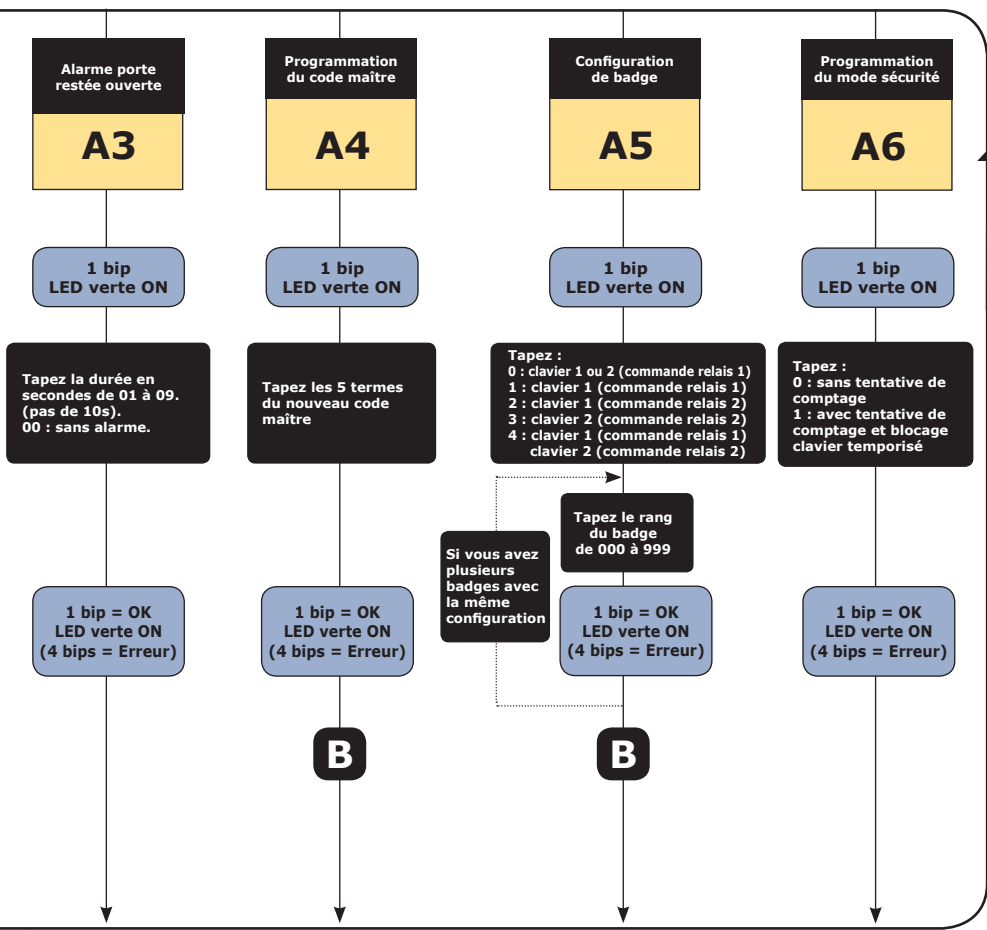 Alarme porte
restée ouverte
A3
1 bip
LED verte ON
Tapez la durée en
secondes de 01 à 09.
(pas de 10s).
00 : sans alarme.
1 bip = OK
LED verte ON
(4 bips = Erreur)
Programmation
du code maître
A4
1 bip
LED verte ON
Tapez les 5 termes
du nouveau code
maître
1 bip = OK
LED verte ON
(4 bips = Erreur)
B
Configuration
de badge
A5
1 bip
LED verte ON
Tapez :
0 : clavier 1 ou 2 (commande relais 1)
1 : clavier 1 (commande relais 1)
2 : clavier 1 (commande relais 2)
3 : clavier 2 (commande relais 2)
4 : clavier 1 (commande relais 1)
clavier 2 (commande relais 2)
Tapez le rang
du badge
de 000 à 999
Si vous avez
plusieurs
badges avec
la même
configuration
1 bip = OK
LED verte ON
(4 bips = Erreur)
B
Programmation
du mode sécurité
A6
1 bip
LED verte ON
Tapez :
0 : sans tentative de
comptage
1 : avec tentative de
comptage et blocage
clavier temporisé
1 bip = OK
LED verte ON
(4 bips = Erreur)